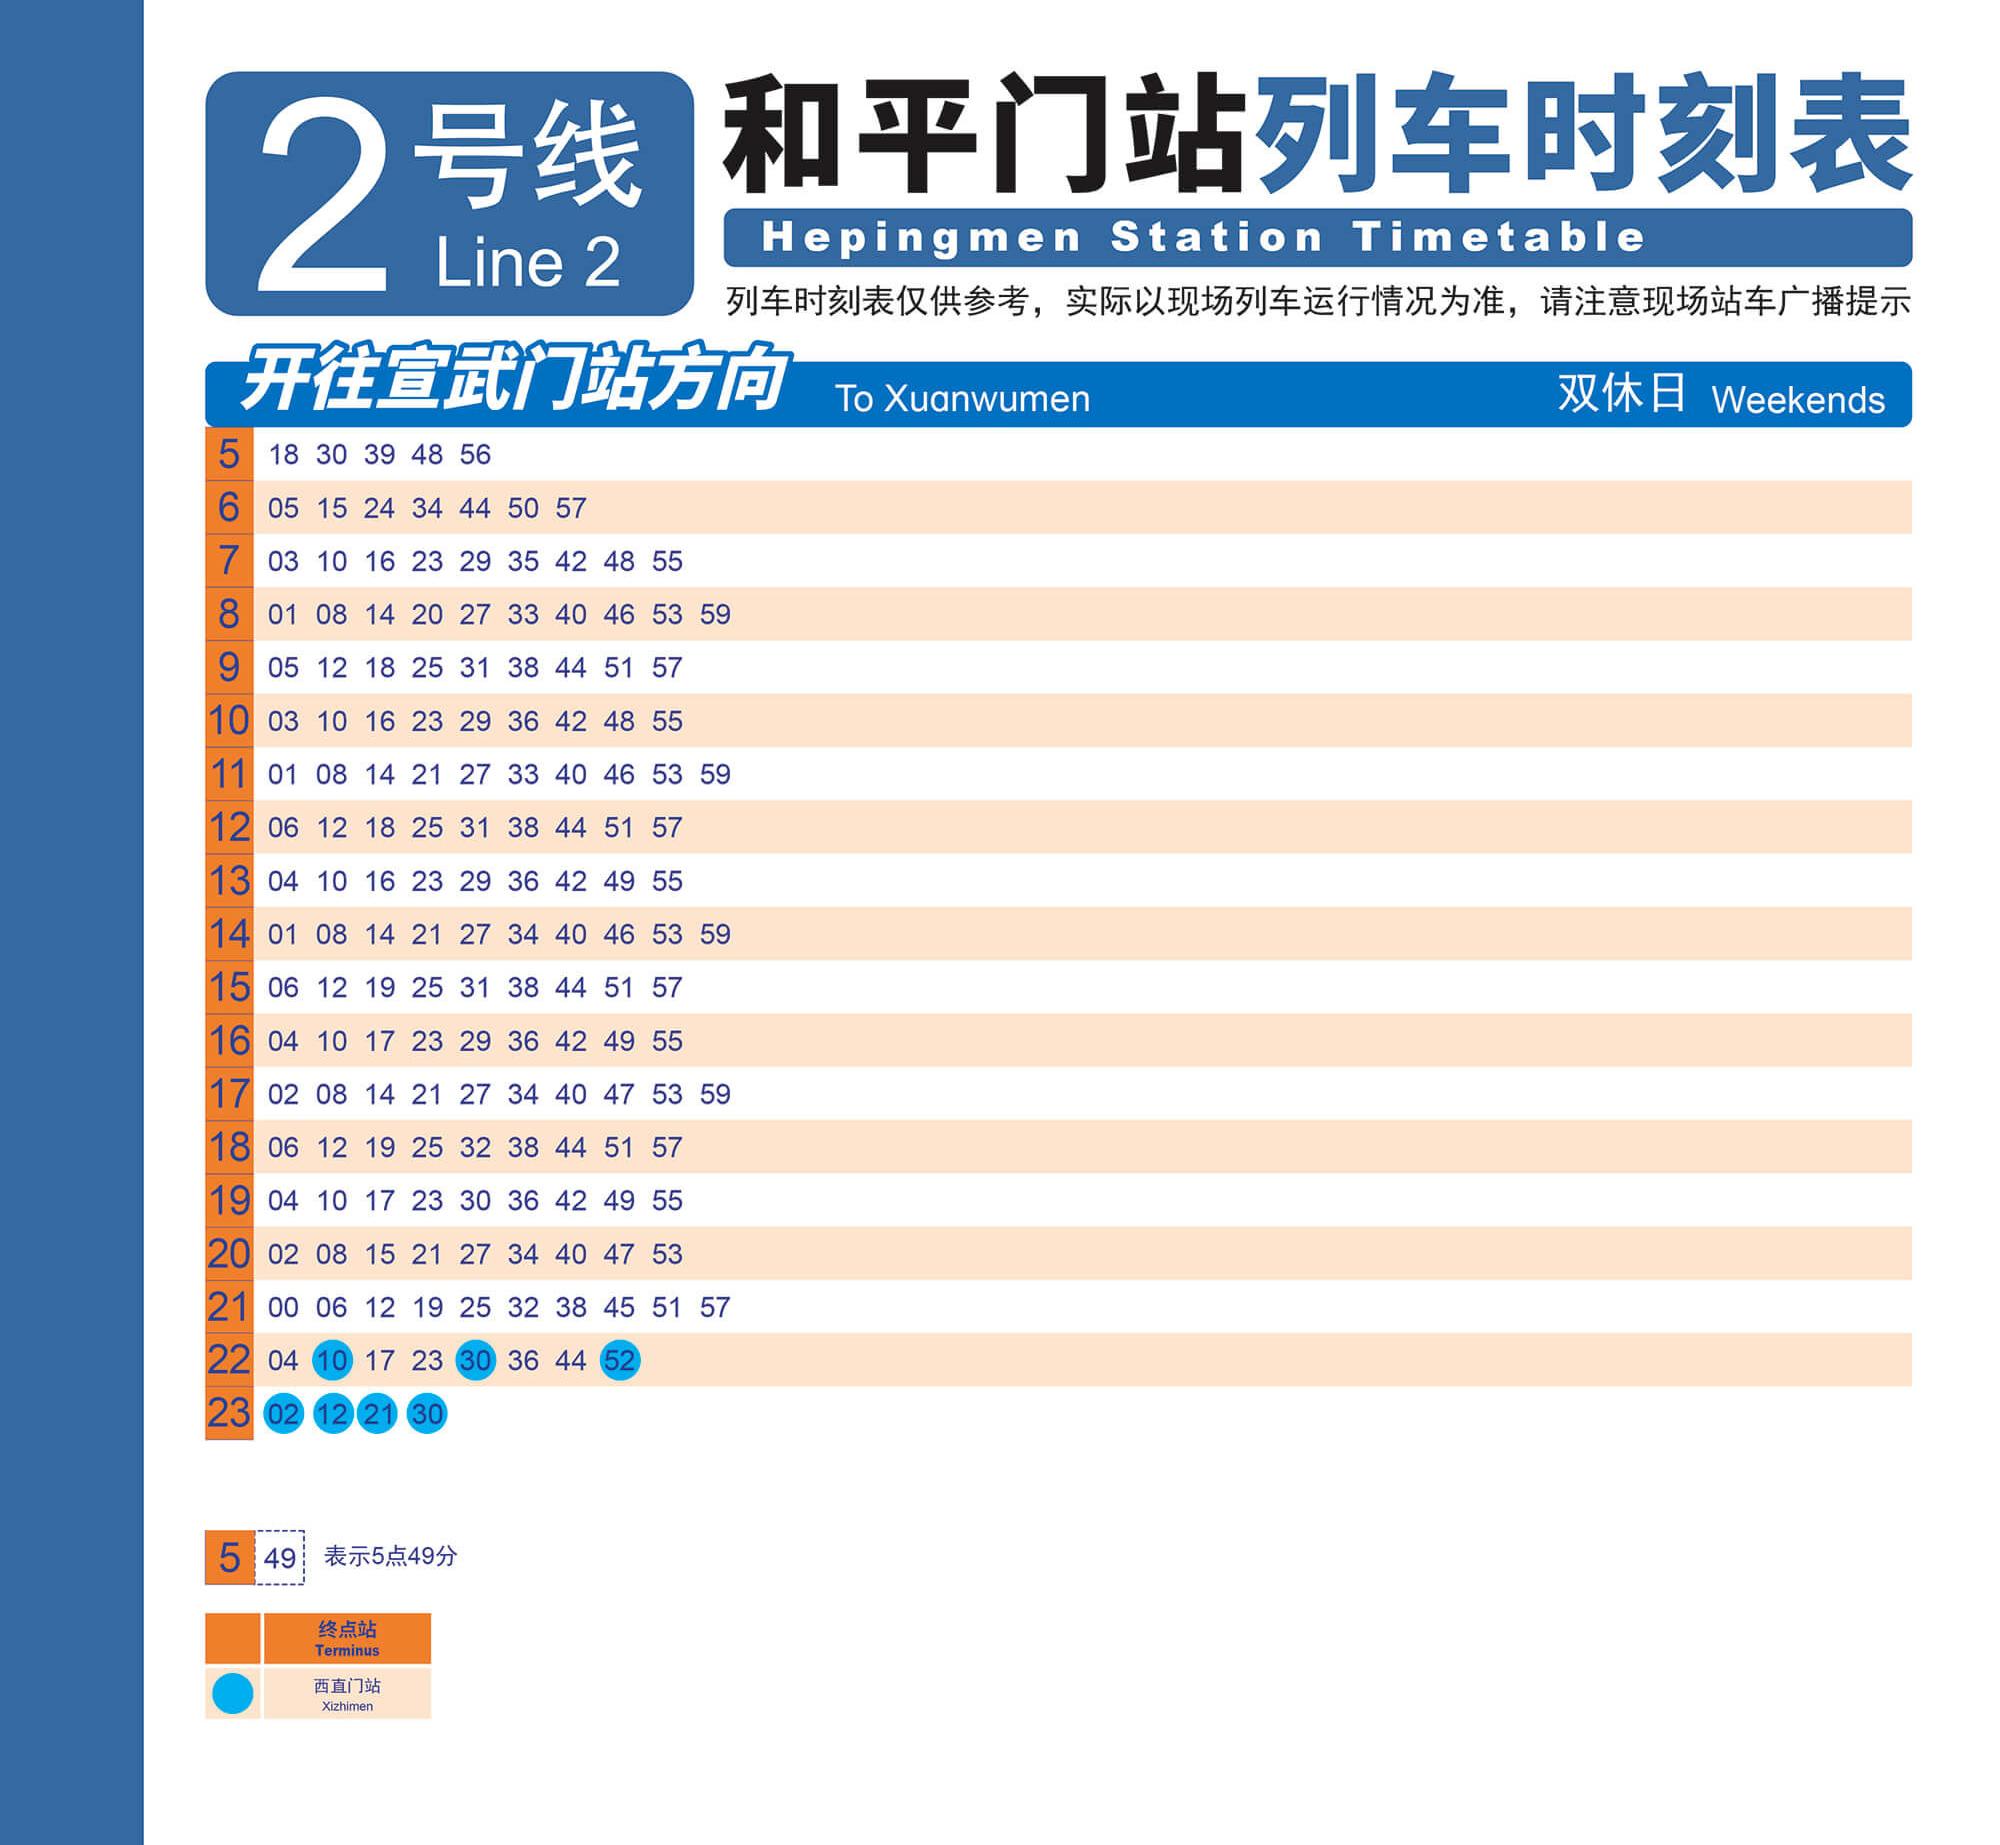 2号线
Line 2
和平门站列车时刻表
Hepingmen Station Timetable
列车时刻表仅供参考，实际以现场列车运行情况为准，请注意现场站车广播提示
开往宣武门站方向 To Xuanwumen 双休日 Weekends
5 18 30 39 48 56
6 05 15 24 34 44 50 57
7 03 10 16 23 29 35 42 48 55
8 01 08 14 20 27 33 40 46 53 59
9 05 12 18 25 31 38 44 51 57
10 03 10 16 23 29 36 42 48 55
11 01 08 14 21 27 33 40 46 53 59
12 06 12 18 25 31 38 44 51 57
13 04 10 16 23 29 36 42 49 55
14 01 08 14 21 27 34 40 46 53 59
15 06 12 19 25 31 38 44 51 57
16 04 10 17 23 29 36 42 49 55
17 02 08 14 21 27 34 40 47 53 59
18 06 12 19 25 32 38 44 51 57
19 04 10 17 23 30 36 42 49 55
20 02 08 15 21 27 34 40 47 53
21 00 06 12 19 25 32 38 45 51 57
22 04 10 17 23 30 36 44 52
23 02 12 21 30
5 49 表示5点49分
终点站
Terminus
西直门站
Xizhimen